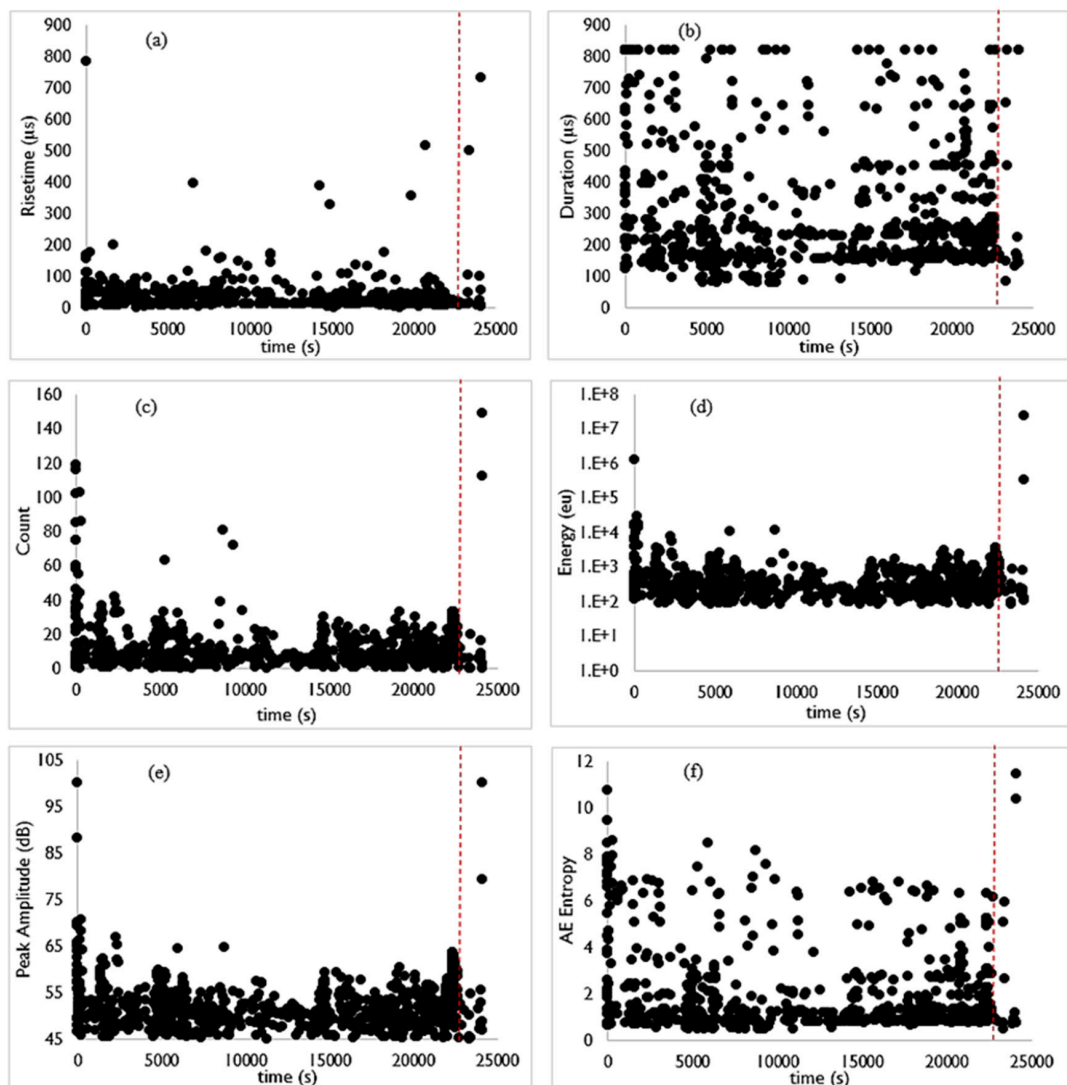 (a)
900
800
700
600
500
400
300
200
100
0
Risetime (µs)
0 5000 10000 15000 20000 25000
time (s)
(b)
900
800
700
600
500
400
300
200
100
0
Duration (µs)
0 5000 10000 15000 20000 25000
time (s)
(c)
160
140
120
100
80
60
40
20
0
Count
0 5000 10000 15000 20000 25000
time (s)
(d)
1.E+8
1.E+7
1.E+6
1.E+5
1.E+4
1.E+3
1.E+2
1.E+1
1.E+0
Energy (eu)
0 5000 10000 15000 20000 25000
time (s)
(e)
105
95
85
75
65
55
45
Peak Amplitude (dB)
0 5000 10000 15000 20000 25000
time (s)
(f)
12
10
8
6
4
2
0
AE Entropy
0 5000 10000 15000 20000 25000
time (s)